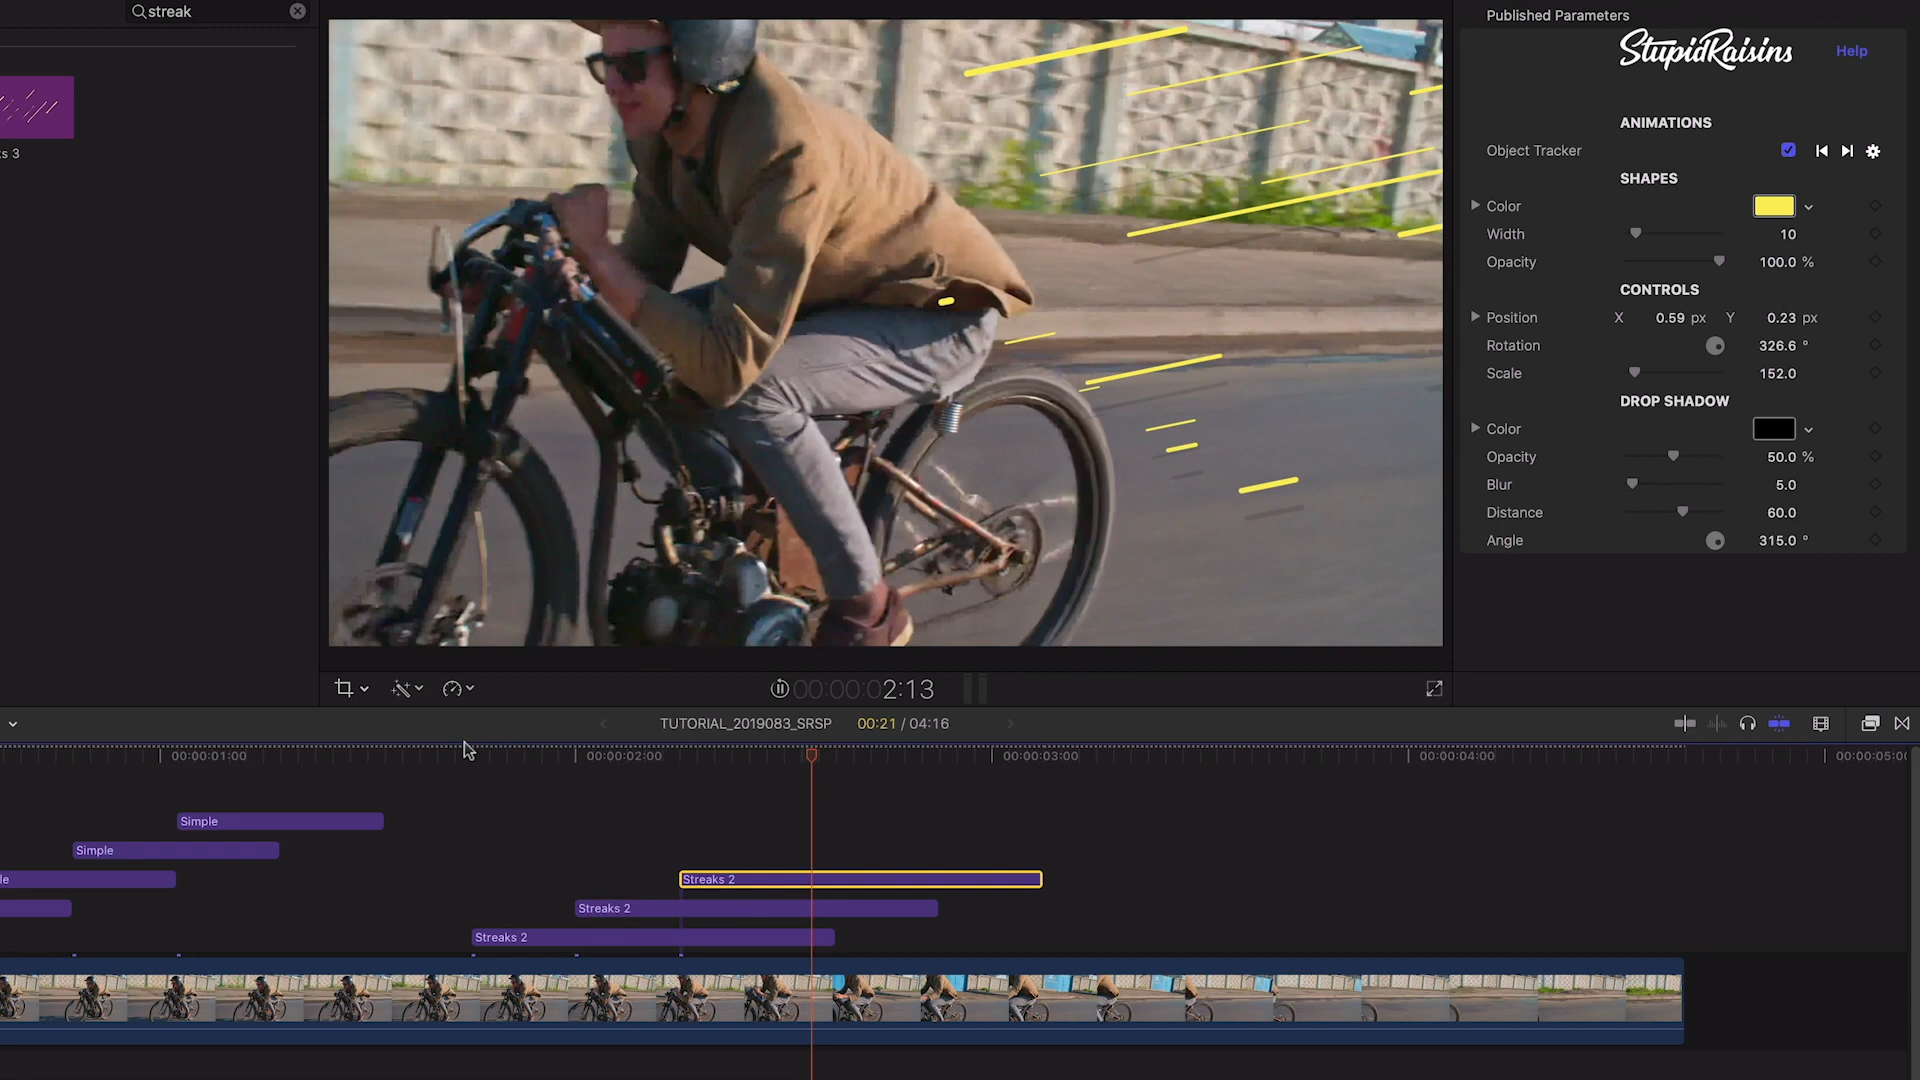 streak
s 3
Published Parameters
StupidRaisins
Help
ANIMATIONS
Object Tracker
SHAPES
Color
Width 10
Opacity 100.0 %
CONTROLS
Position X 0.59 px Y 0.23 px
Rotation 326.6 °
Scale 152.0
DROP SHADOW
Color
Opacity 50.0 %
Blur 5.0
Distance 60.0
Angle 315.0 °
00:00:02:13
TUTORIAL_2019083_SRSP 00:21 / 04:16
00:00:01:00 00:00:02:00 00:00:03:00 00:00:04:00 00:00:05:0
Simple
Simple
le
Streaks 2
Streaks 2
Streaks 2